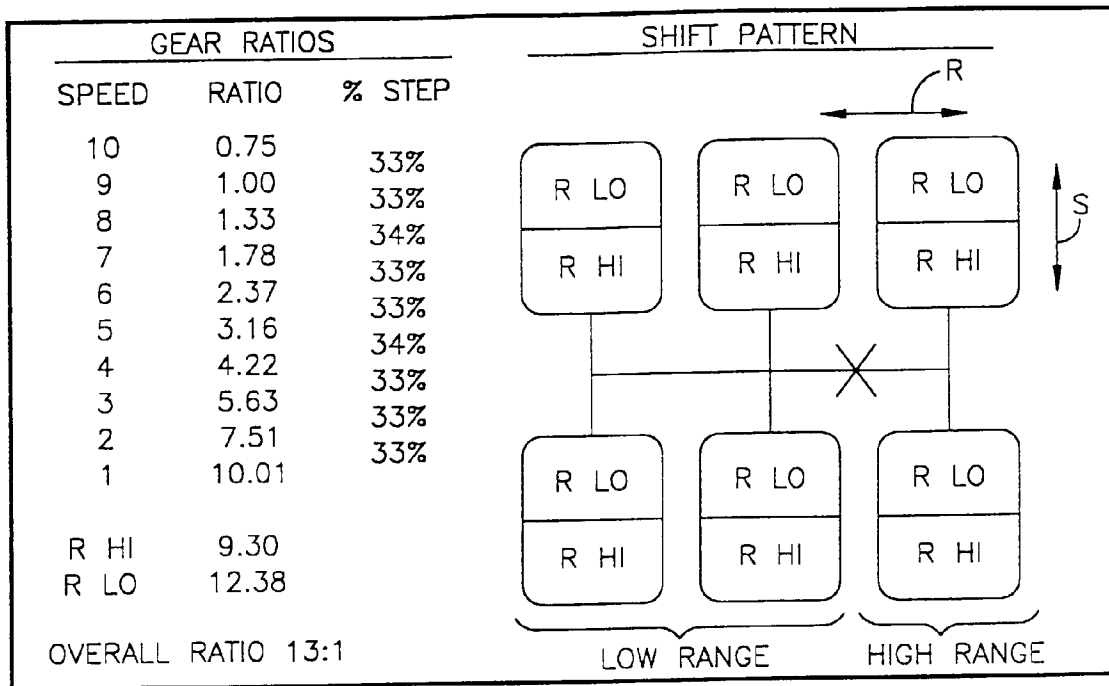 GEAR RATIOS
SPEED RATIO % STEP
10 0.75
33%
9 1.00
33%
8 1.33
34%
7 1.78
33%
6 2.37
33%
5 3.16
34%
4 4.22
33%
3 5.63
33%
2 7.51
33%
1 10.01
R HI 9.30
R LO 12.38
OVERALL RATIO 13:1
SHIFT PATTERN
R
R LO R LO R LO
S
R HI R HI R HI
R LO R LO R LO
R HI R HI R HI
LOW RANGE HIGH RANGE